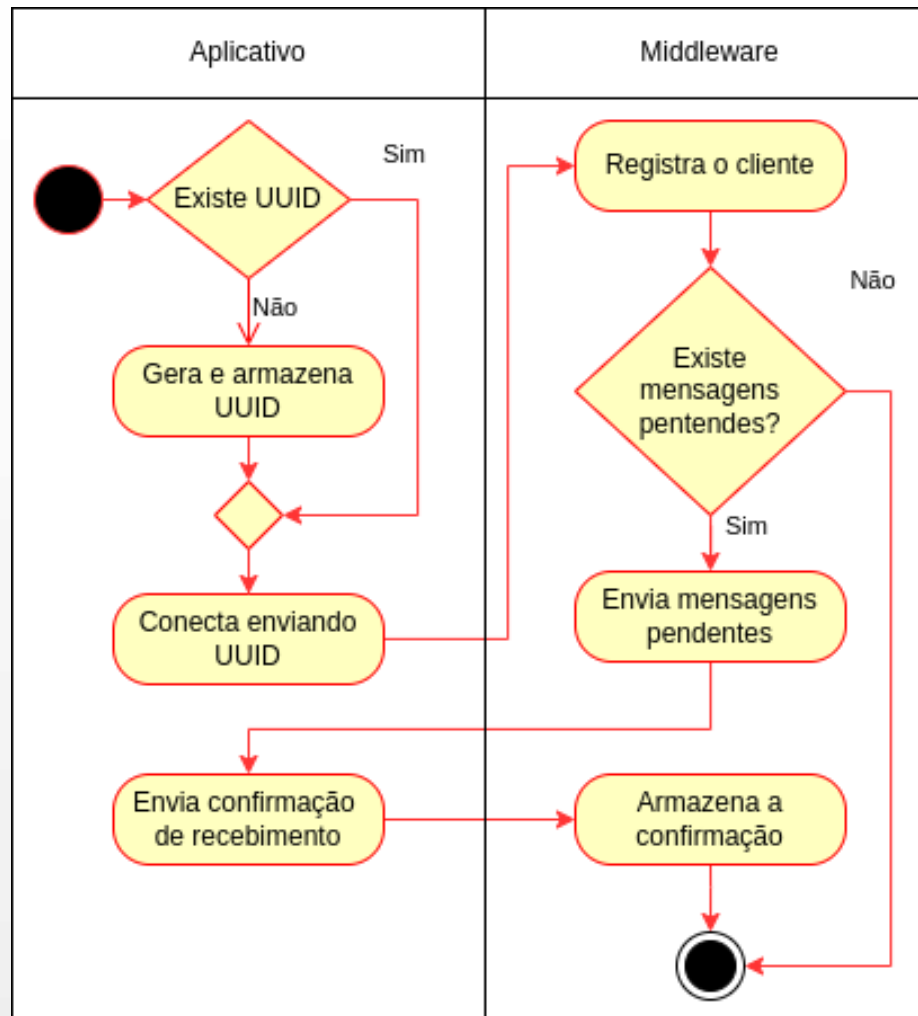 Aplicativo
Middleware
Existe UUID
Sim
Não
Gera e armazena
UUID
Conecta enviando
UUID
Registra o cliente
Existe
mensagens
pentendes?
Não
Sim
Envia mensagens
pendentes
Envia confirmação
de recebimento
Armazena a
confirmação